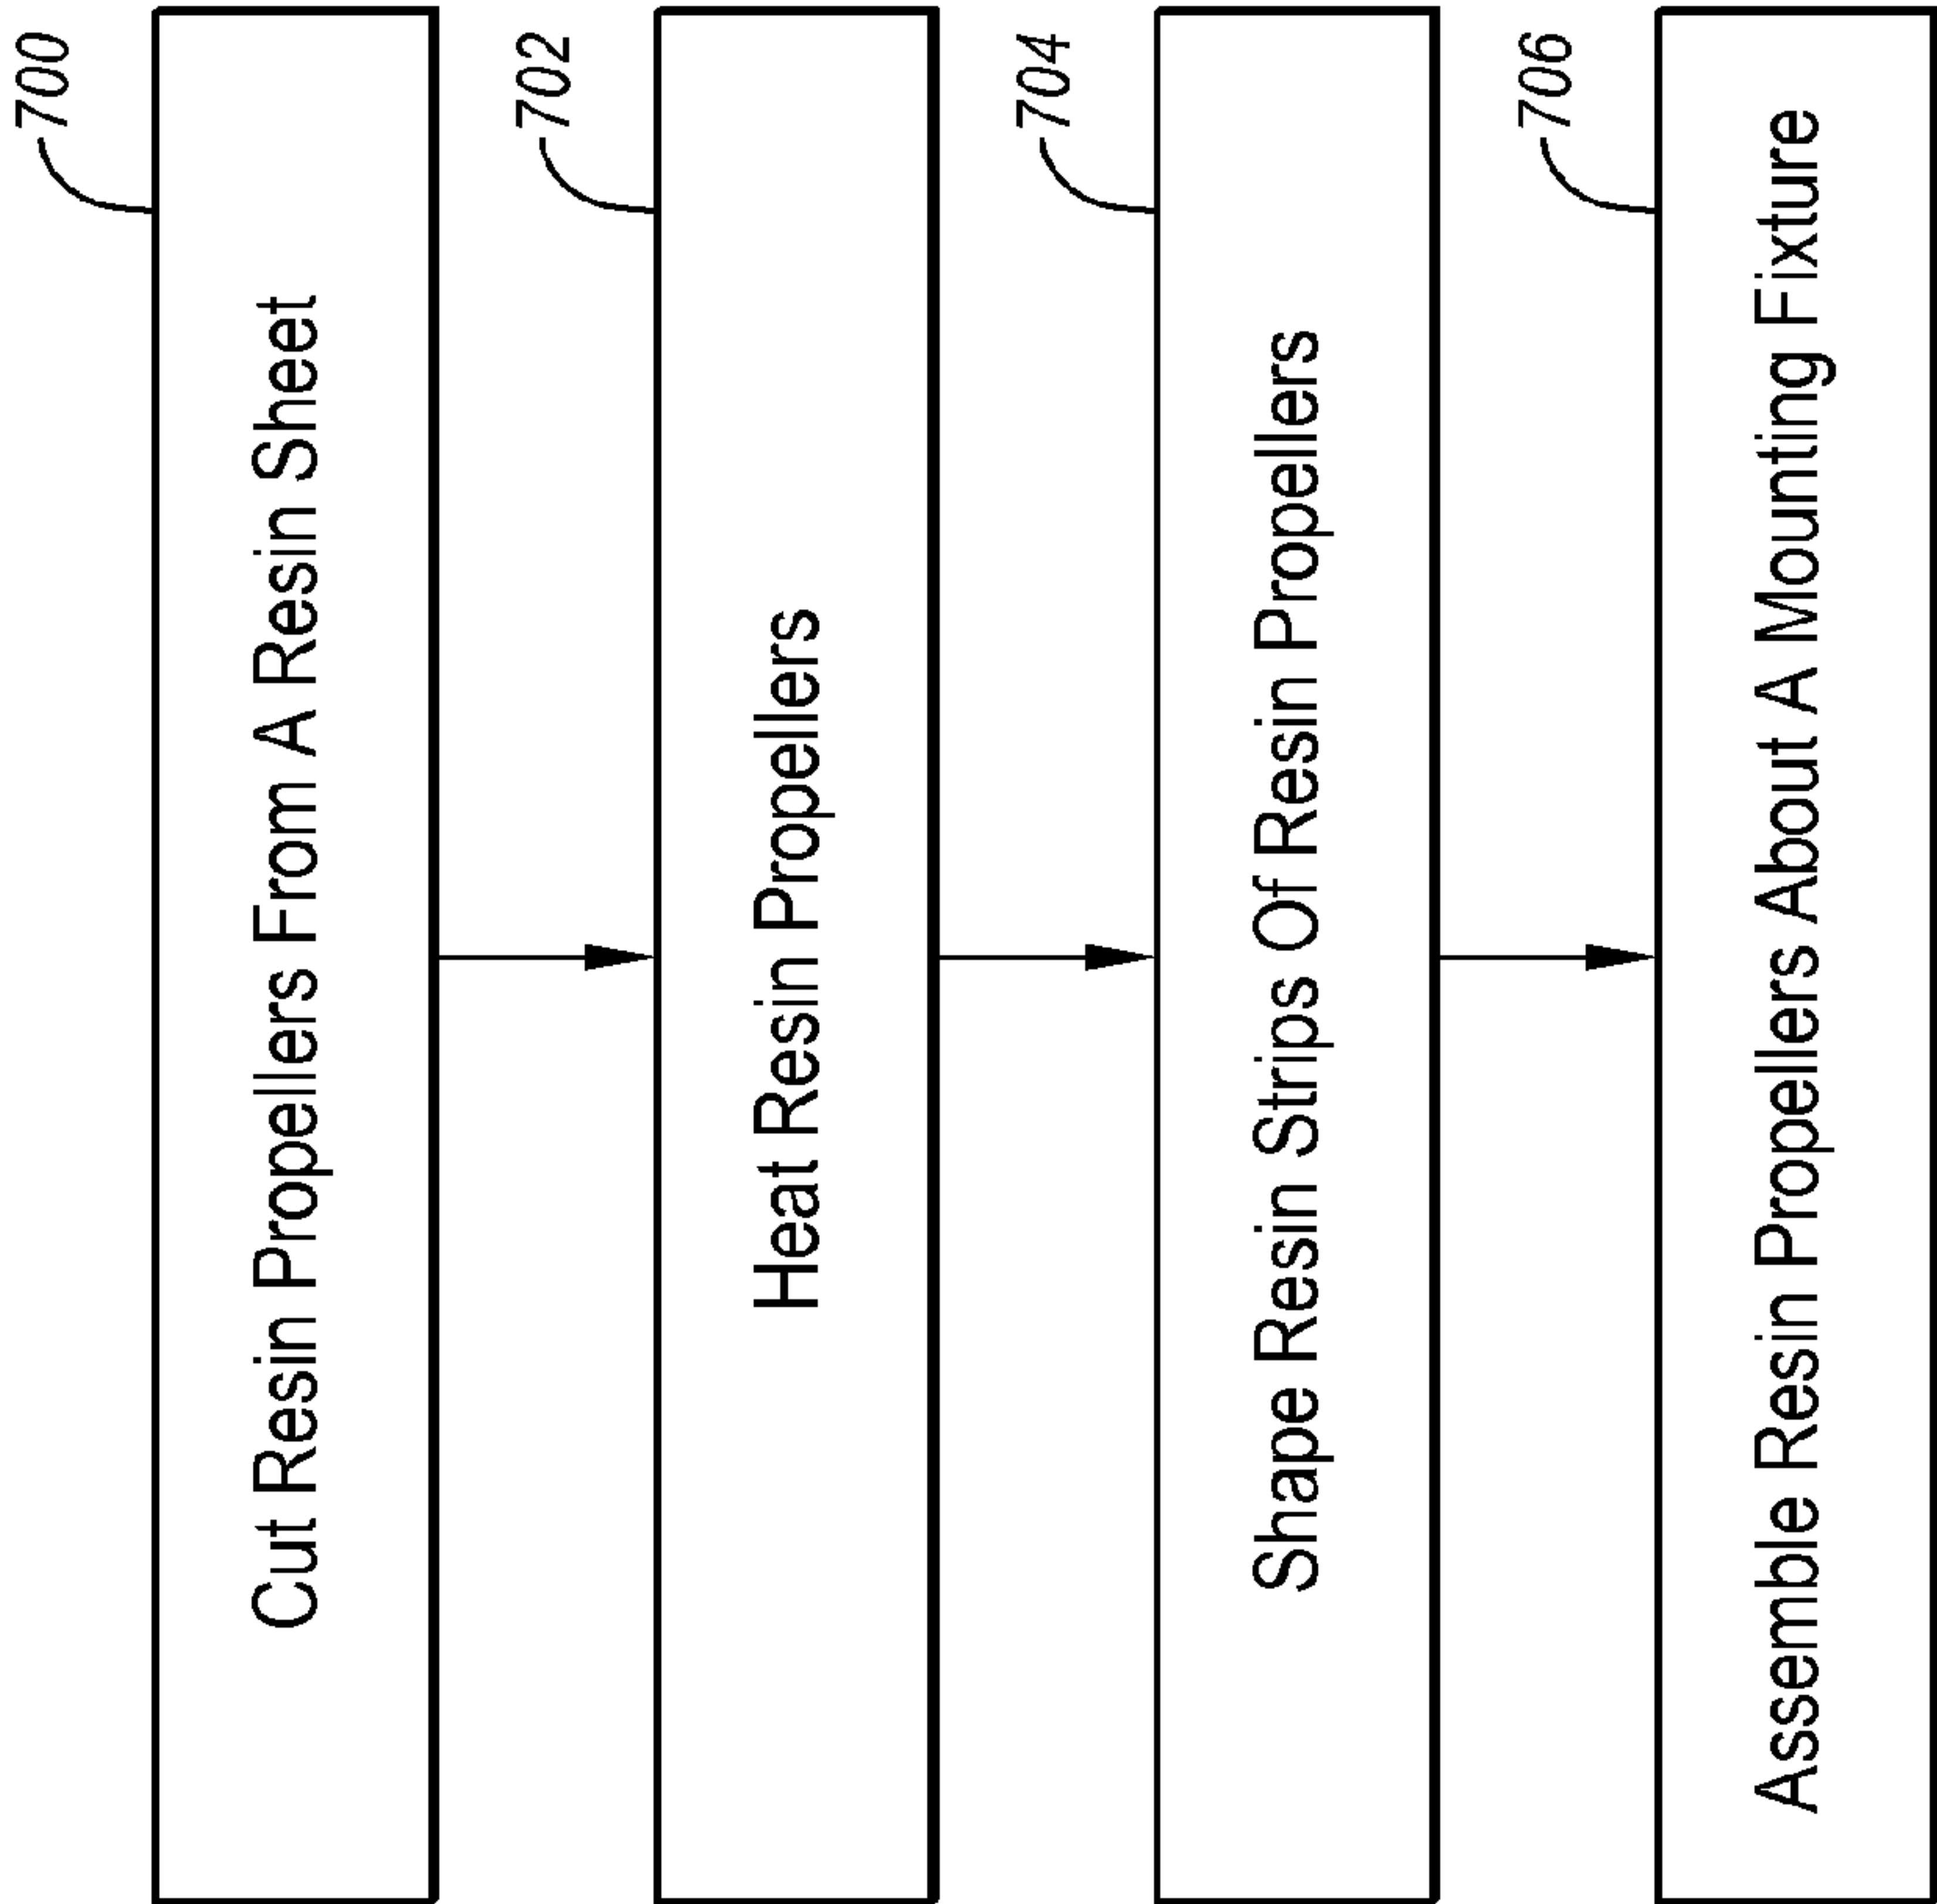 700
Cut Resin Propellers From A Resin Sheet
702
Heat Resin Propellers
704
Shape Resin Strips Of Resin Propellers
706
Assemble Resin Propellers About A Mounting Fixture